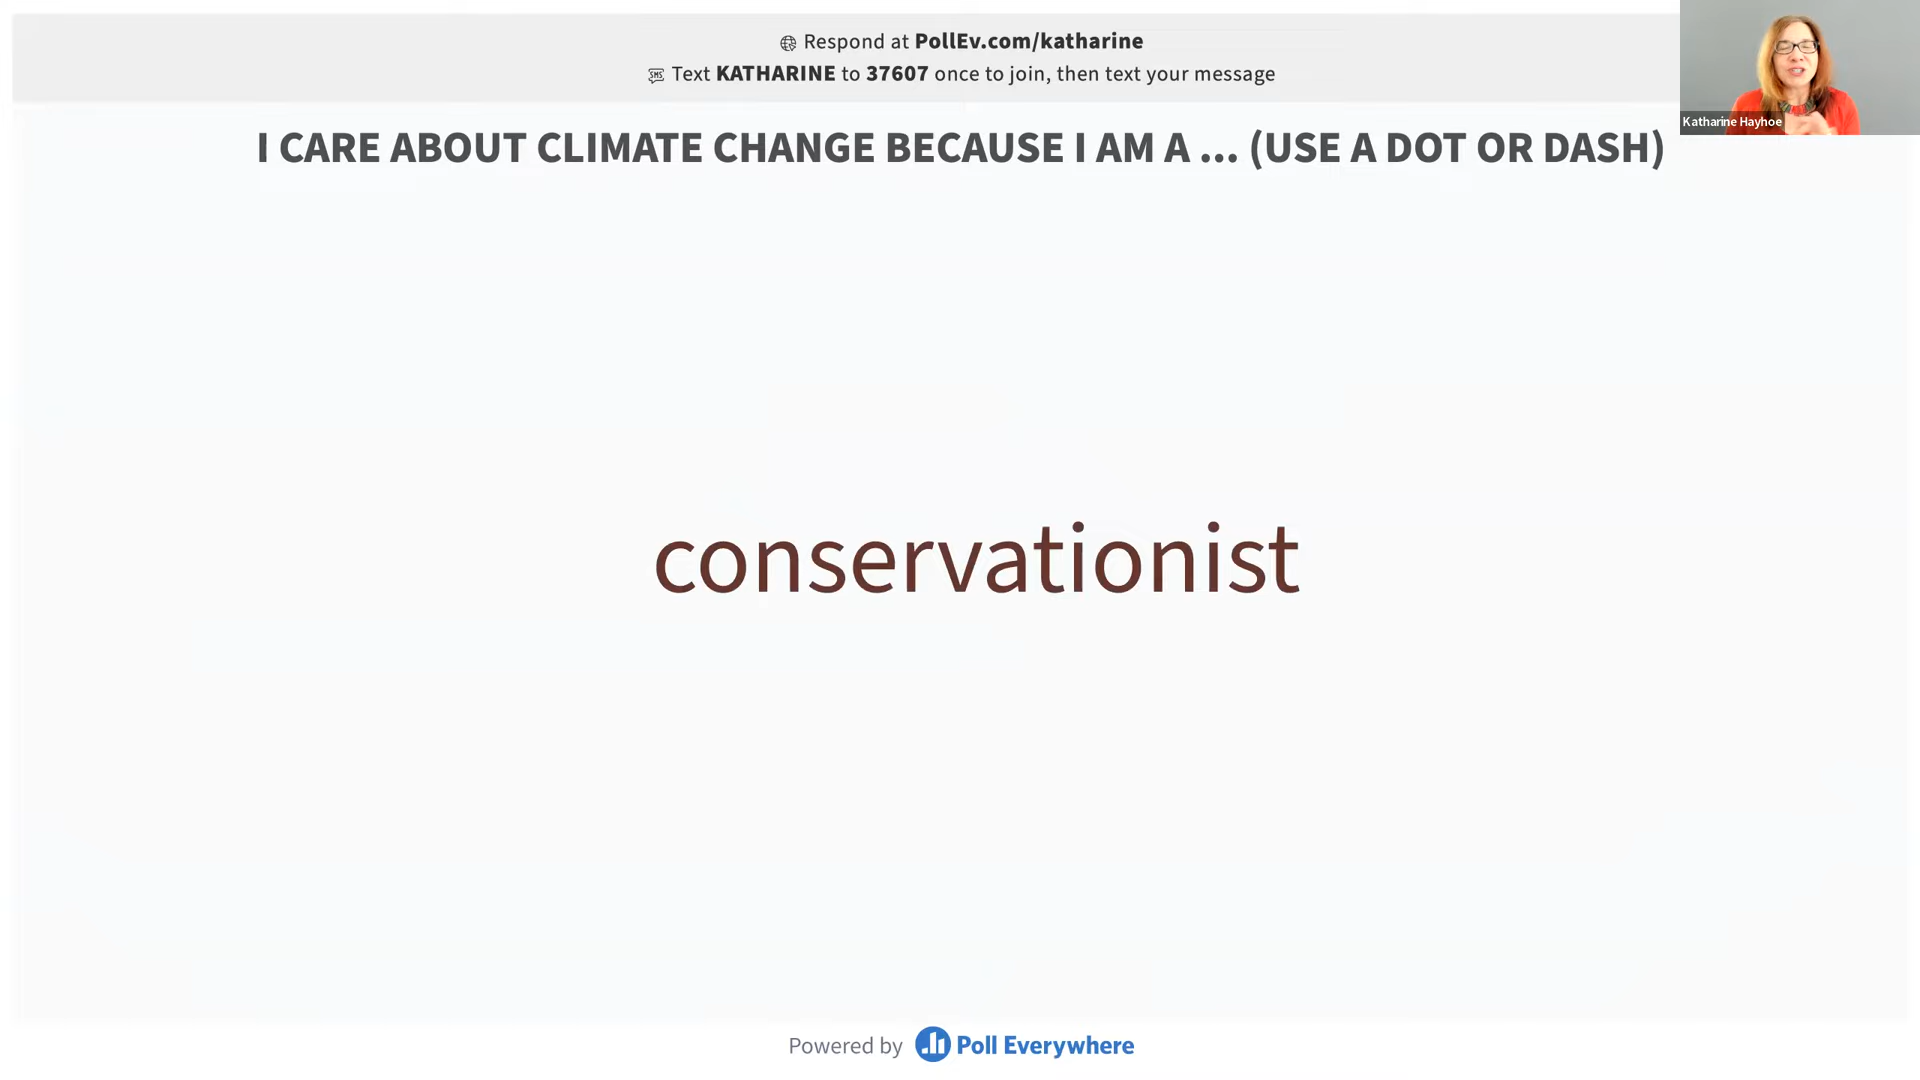 Respond at PollEv.com/katharine
Text KATHARINE to 37607 once to join, then text your message
Katharine Hayhoe
I CARE ABOUT CLIMATE CHANGE BECAUSE I AM A ... (USE A DOT OR DASH)
conservationist
Powered by Poll Everywhere